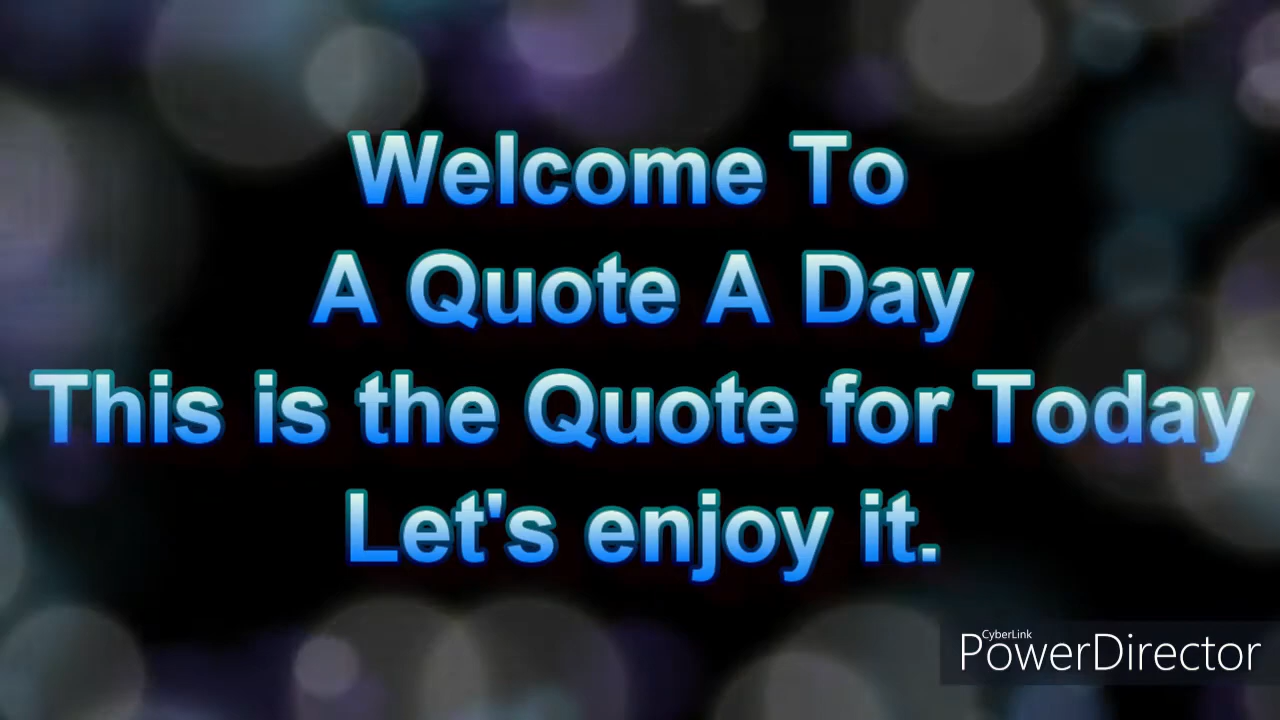 Welcome To
A Quote A Day
This is the Quote for Today
Let's enjoy it.
CyberLink
PowerDirector